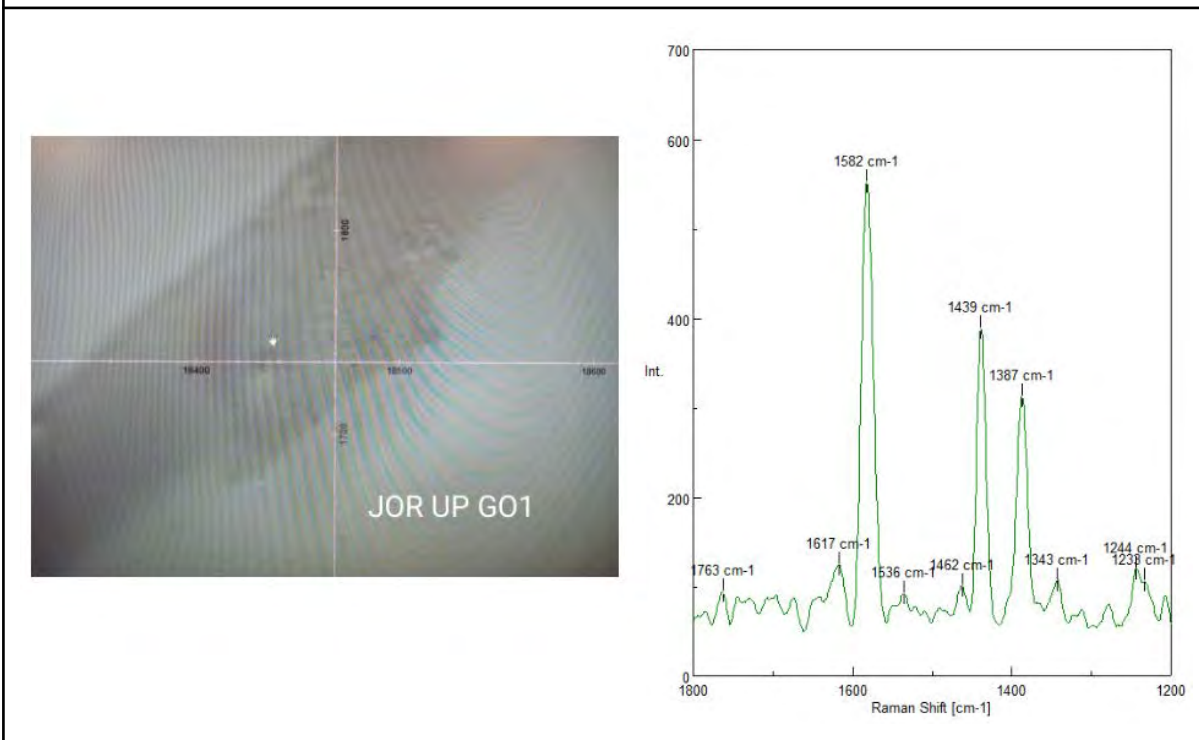 1800
18400
18500
18600
1700
JOR UP GO1
700
600
400
200
0
Int.
1582 cm-1
1439 cm-1
1387 cm-1
1617 cm-1
1763 cm-1
1536 cm-1
1462 cm-1
1343 cm-1
1244 cm-1
1233 cm-1
1800
1600
1400
1200
Raman Shift [cm-1]